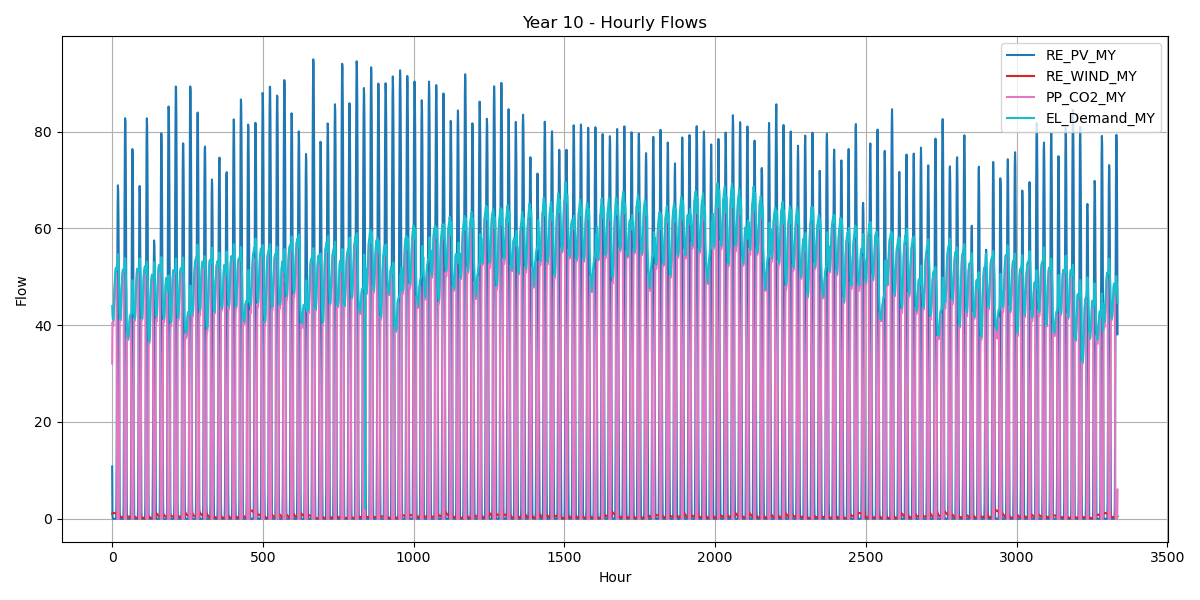 Year 10 - Hourly Flows
RE_PV_MY
RE_WIND_MY
PP_CO2_MY
EL_Demand_MY
80
60
40
20
0
Flow
0 500 1000 1500 2000 2500 3000 3500
Hour